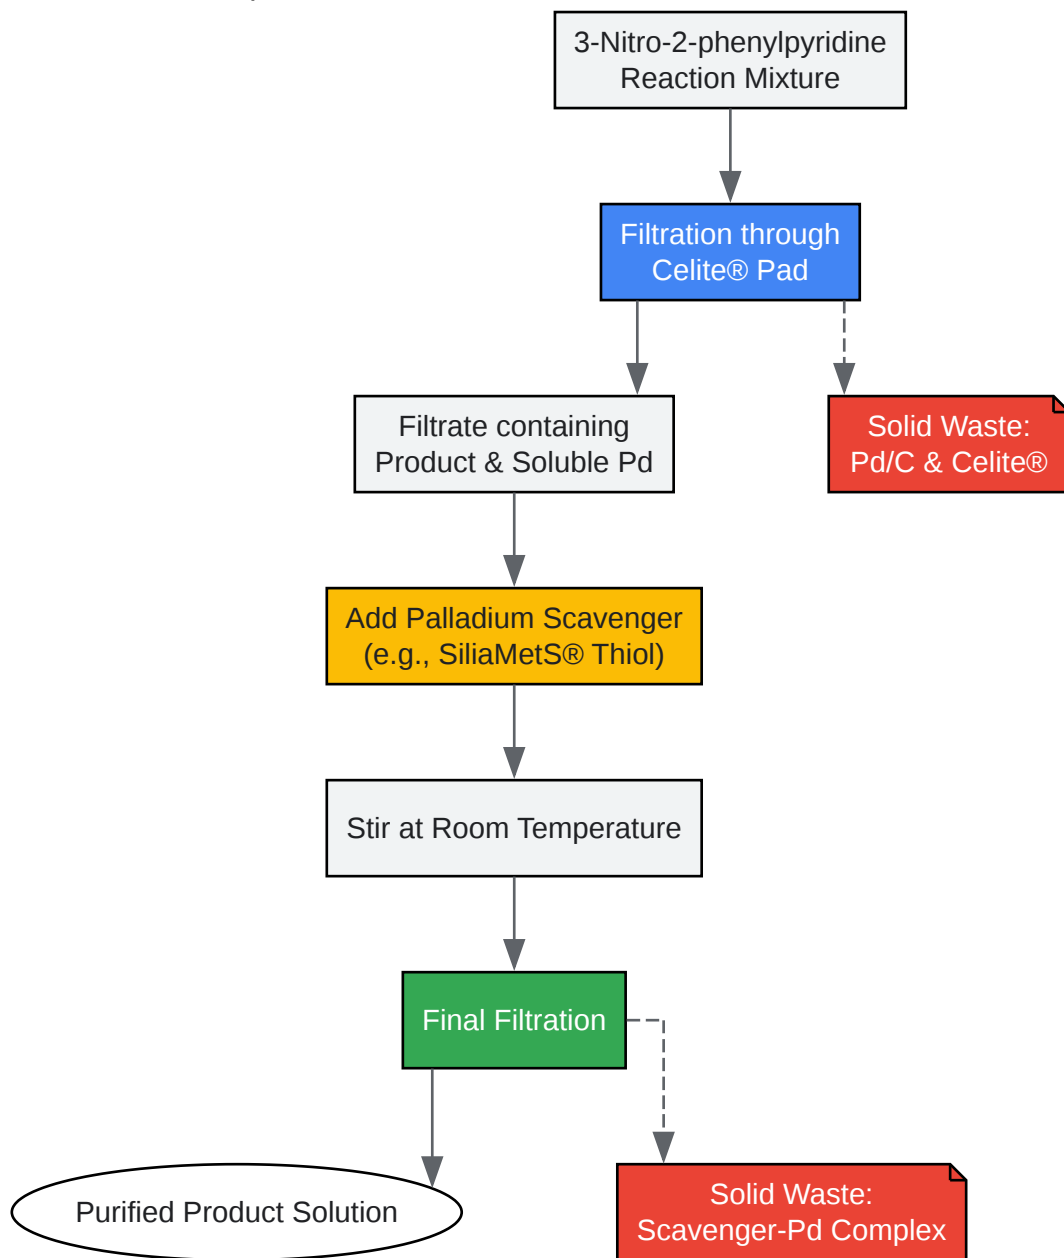 3-Nitro-2-phenylpyridine
Reaction Mixture
Filtration through
Celite® Pad
Filtrate containing
Product & Soluble Pd
Solid Waste:
Pd/C & Celite®
Add Palladium Scavenger
(e.g., SiliaMetS® Thiol)
Stir at Room Temperature
Final Filtration
Purified Product Solution
Solid Waste:
Scavenger-Pd Complex